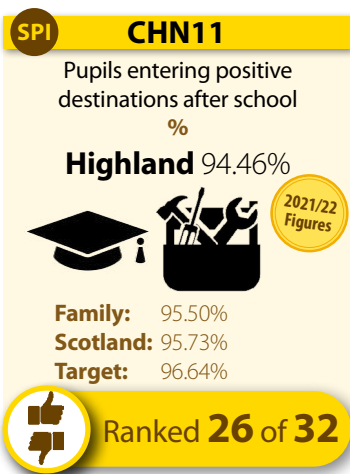 SPI
CHN11
Pupils entering positive
destinations after school
%
Highland 94.46%
2021/22
Figures
Family: 95.50%
Scotland: 95.73%
Target: 96.64%
Ranked 26 of 32